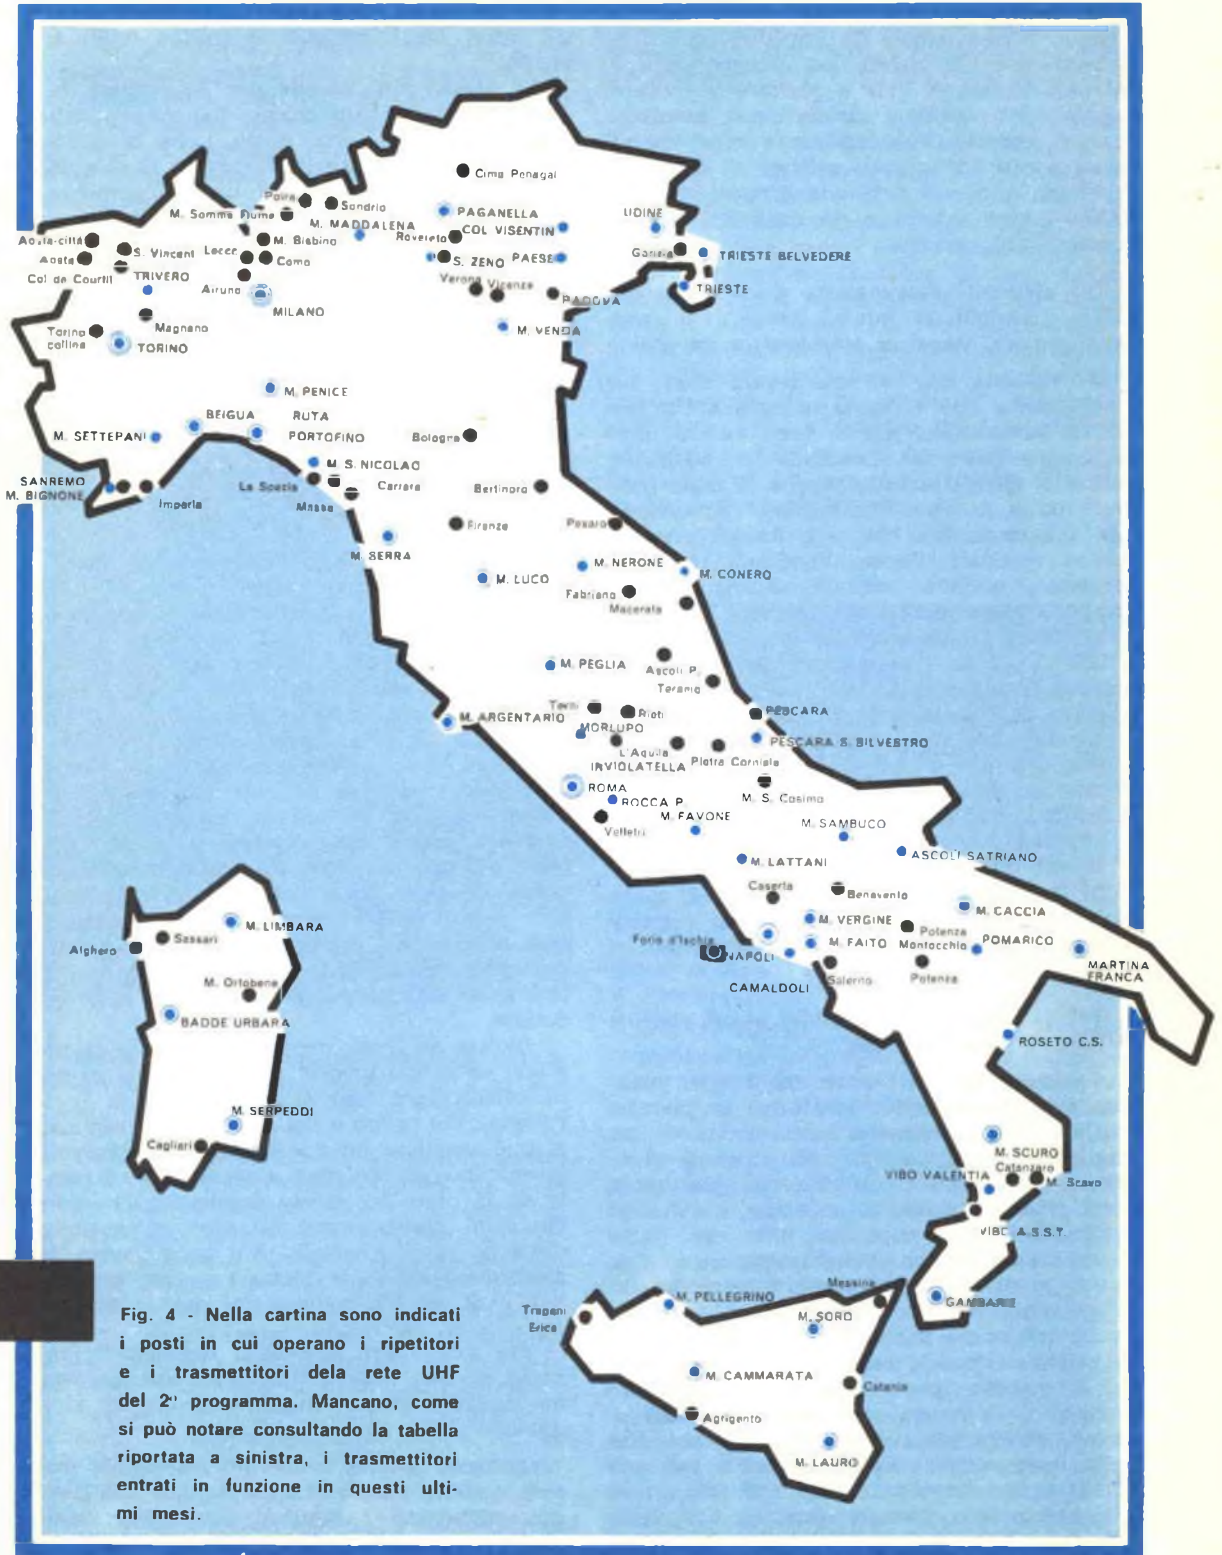 Cima Penegal
Poira
Sondrio
M. Somma Fiume
M. MADDALENA
PAGANELLA
COL VISENTIN
UDINE
Aosta-città
S. Vincent
Lecco
M. Bisbino
Rovereto
Aosta
Como
S. ZENO
PAESE
Gorizia
TRIESTE BELVEDERE
Col de Courtil
TRIVERO
Airuno
Verona
Vicenza
PADOVA
TRIESTE
MILANO
Magnano
Torino
collina
TORINO
M. VENDA
M. PENICE
BEIGUA
RUTA
PORTOFINO
M. SETTEPANI
Bologna
M. S. NICOLAO
SANREMO
M. BIGNONE
Imperia
La Spezia
Massa
Carrara
Bertinoro
Firenze
Pesaro
M. SERRA
M. LUCO
M. NERONE
M. CONERO
Fabriano
Macerata
M. PEGLIA
Ascoli P.
Teramo
M. ARGENTARIO
Terni
Rieti
PESCARA
MORLUPO
PESCARA S. SILVESTRO
L'Aquila
INVIOLATELLA
Pietra Corniale
ROMA
ROCCA P.
M. S. Cosimo
Velletri
M. FAVONE
M. SAMBUCO
M. LATTANI
ASCOLI SATRIANO
Caserta
Benevento
M. LIMBARA
M. VERGINE
M. CACCIA
Alghero
Sassari
Forio d'Ischia
NAPOLI
M. FAITO
Potenza
Montocchio
POMARICO
M. Ortobene
CAMALDOLI
Salerno
Potenza
MARTINA
FRANCA
BADDE URBARA
ROSETO C.S.
M. SERPEDDI
Cagliari
M. SCURO
VIBO VALENTIA
Catanzaro
M. Scavo
VIBO A.S.S.T.
Messina
GAMBARIE
Trapani
Erice
M. PELLEGRINO
M. SORO
M. CAMMARATA
Catania
Agrigento
M. LAURO
Fig. 4 - Nella cartina sono indicati
i posti in cui operano i ripetitori
e i trasmettitori dela rete UHF
del 2° programma. Mancano, come
si può notare consultando la tabella
riportata a sinistra, i trasmettitori
entrati in funzione in questi ulti-
mi mesi.